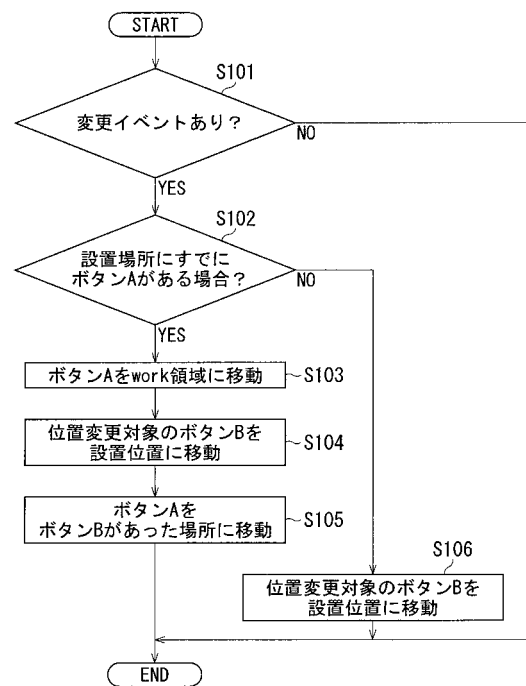 START
S101
変更イベントあり？
NO
YES
S102
設置場所にすでに
ボタンAがある場合？
NO
YES
ボタンAをwork領域に移動
S103
位置変更対象のボタンBを
設置位置に移動
S104
ボタンAを
ボタンBがあった場所に移動
S105
S106
位置変更対象のボタンBを
設置位置に移動
END